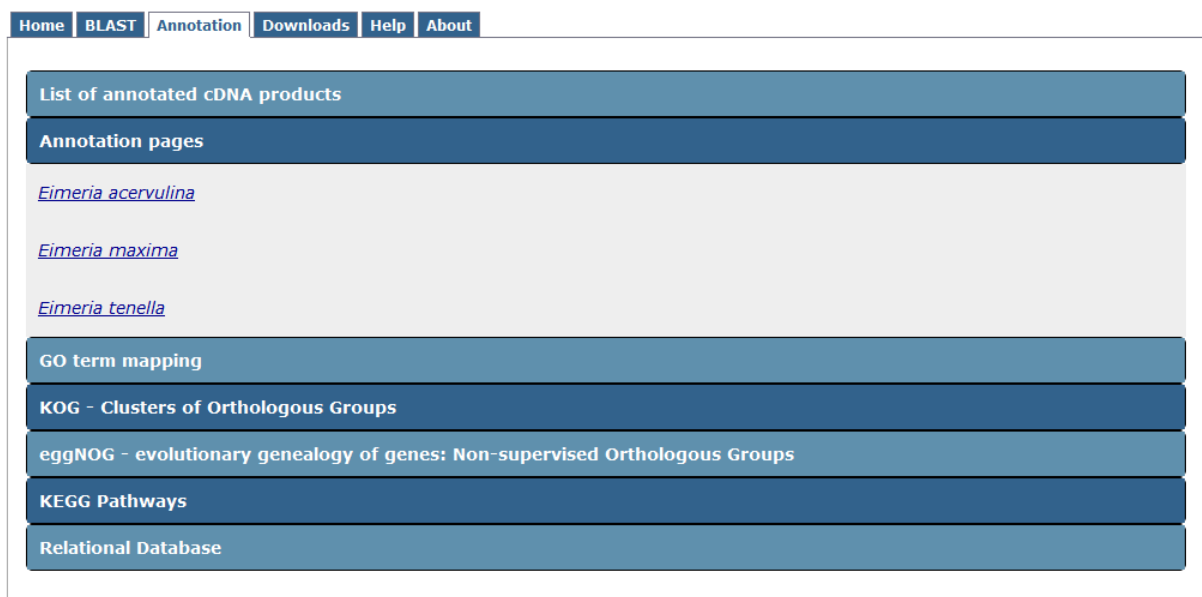 Home BLAST Annotation Downloads Help About
List of annotated cDNA products
Annotation pages
Eimeria acervulina
Eimeria maxima
Eimeria tenella
GO term mapping
KOG - Clusters of Orthologous Groups
eggNOG - evolutionary genealogy of genes: Non-supervised Orthologous Groups
KEGG Pathways
Relational Database